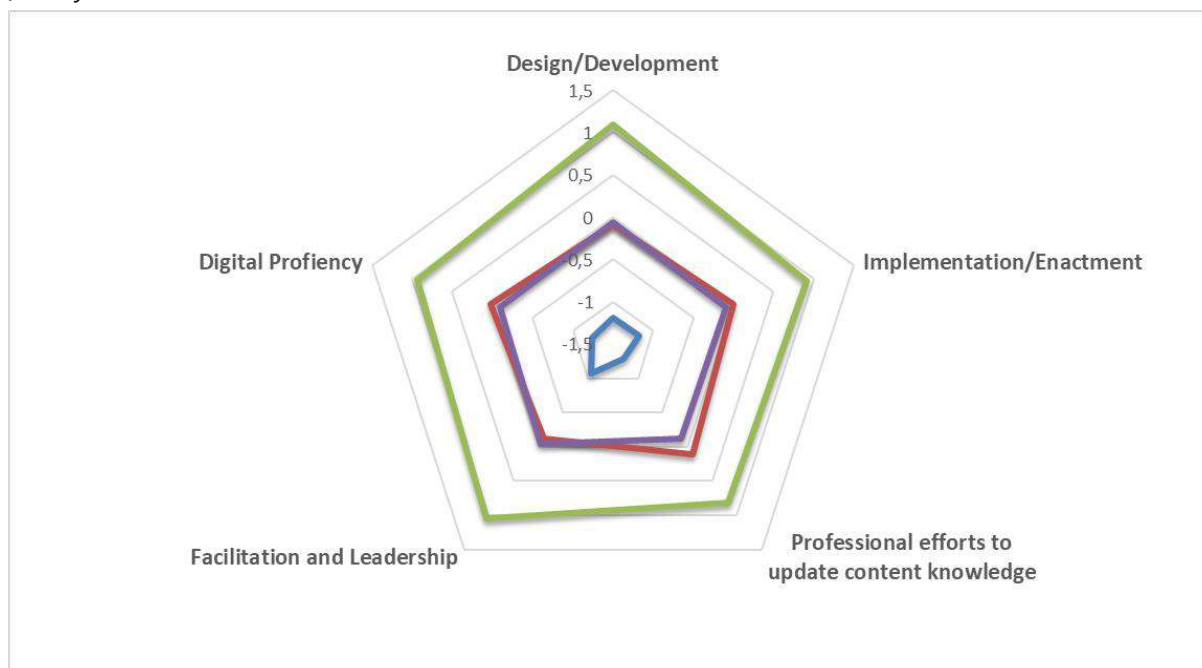 Design/Development
1,5
1
0,5
0
-0,5
-1
-1,5
Digital Profiency
Implementation/Enactment
Facilitation and Leadership
Professional efforts to
update content knowledge